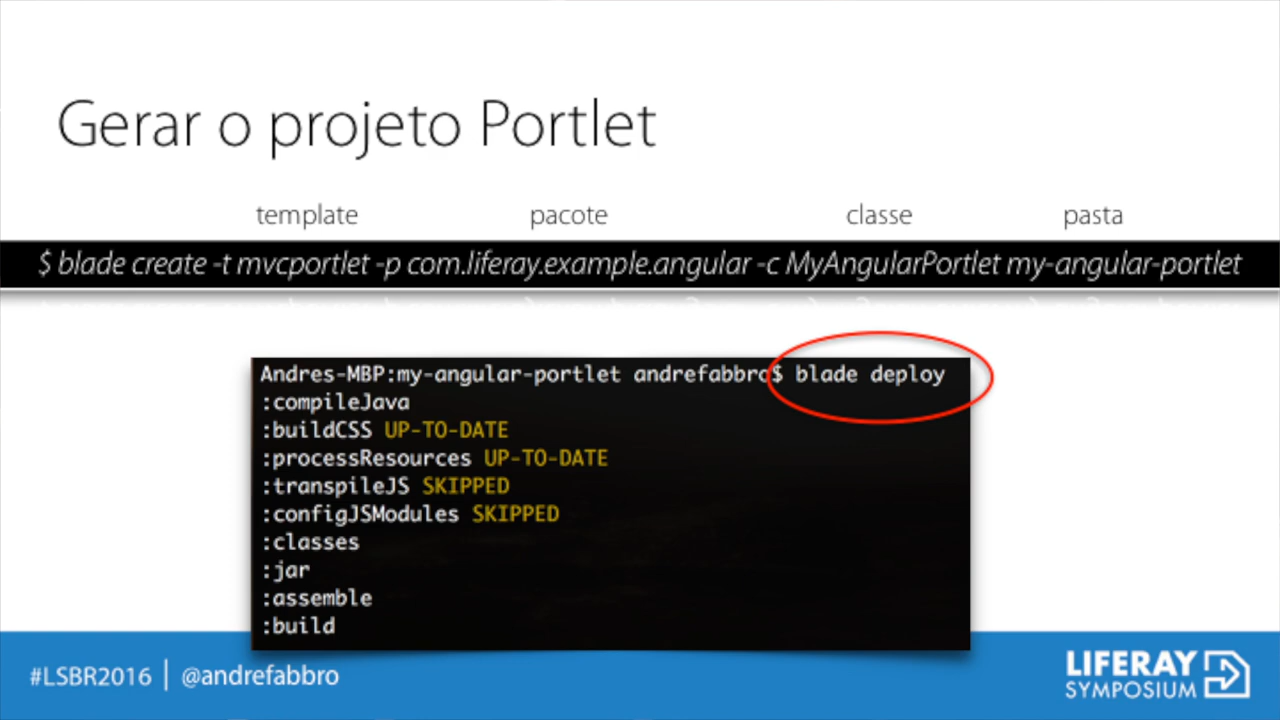 Gerar o projeto Portlet
template pacote classe pasta
$ blade create -t mvcportlet -p com.liferay.example.angular -c MyAngularPortlet my-angular-portlet
Andres-MBP:my-angular-portlet andrefabbro$ blade deploy
:compileJava
:buildCSS UP-TO-DATE
:processResources UP-TO-DATE
:transpileJS SKIPPED
:configJSModules SKIPPED
:classes
:jar
:assemble
:build
#LSBR2016 | @andrefabbro
LIFERAY
SYMPOSIUM